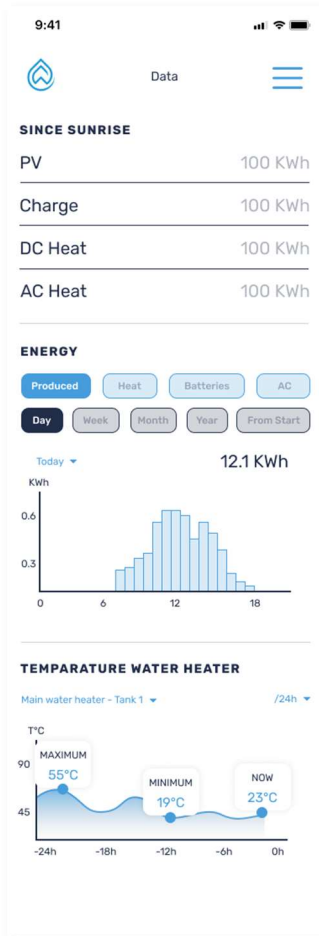 9:41
Data
SINCE SUNRISE
PV 100 KWh
Charge 100 KWh
DC Heat 100 KWh
AC Heat 100 KWh
ENERGY
Produced Heat Batteries AC
Day Week Month Year From Start
Today 12.1 KWh
KWh
0.6
0.3
0 6 12 18
TEMPARATURE WATER HEATER
Main water heater - Tank 1 /24h
T°C
90
45
MAXIMUM
55°C
MINIMUM
19°C
NOW
23°C
-24h -18h -12h -6h 0h